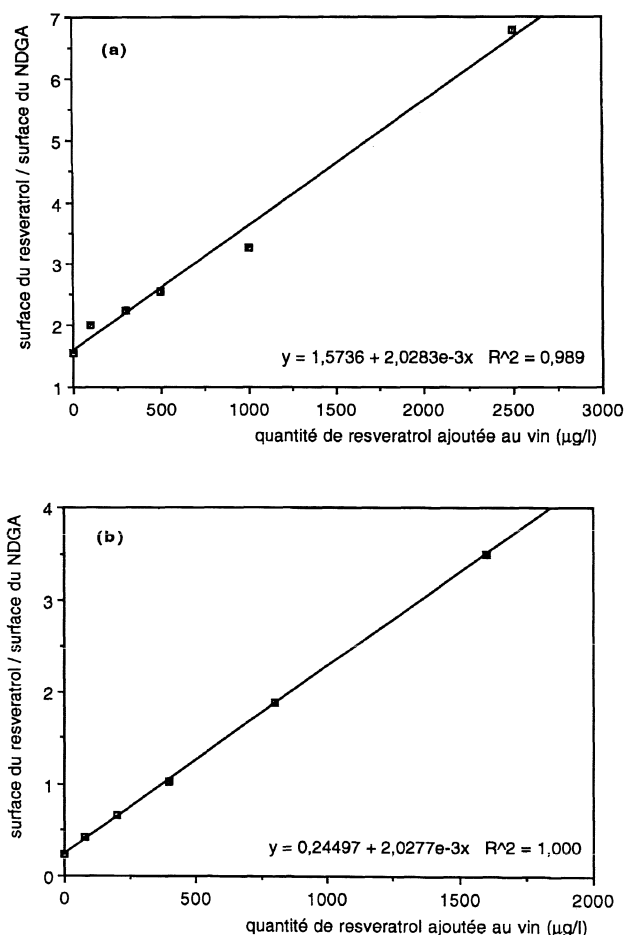 (a)
surface du resveratrol / surface du NDGA
7
6
5
4
3
2
1
y = 1,5736 + 2,0283e-3x R^2 = 0,989
0 500 1000 1500 2000 2500 3000
quantité de resveratrol ajoutée au vin (µg/l)
(b)
surface du resveratrol / surface du NDGA
4
3
2
1
0
y = 0,24497 + 2,0277e-3x R^2 = 1,000
0 500 1000 1500 2000
quantité de resveratrol ajoutée au vin (µg/l)